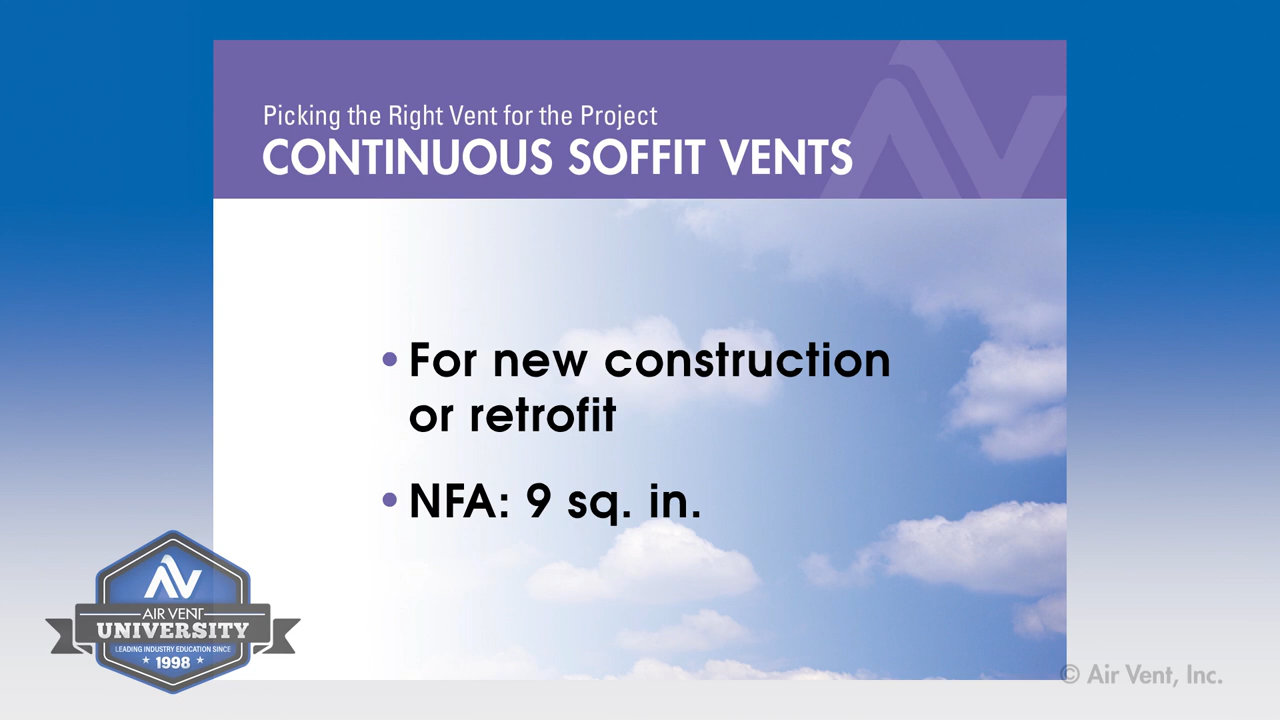 Picking the Right Vent for the Project
CONTINUOUS SOFFIT VENTS
• For new construction
or retrofit
• NFA: 9 sq. in.
AIR VENT
UNIVERSITY
LEADING INDUSTRY EDUCATION SINCE
1998
© Air Vent, Inc.